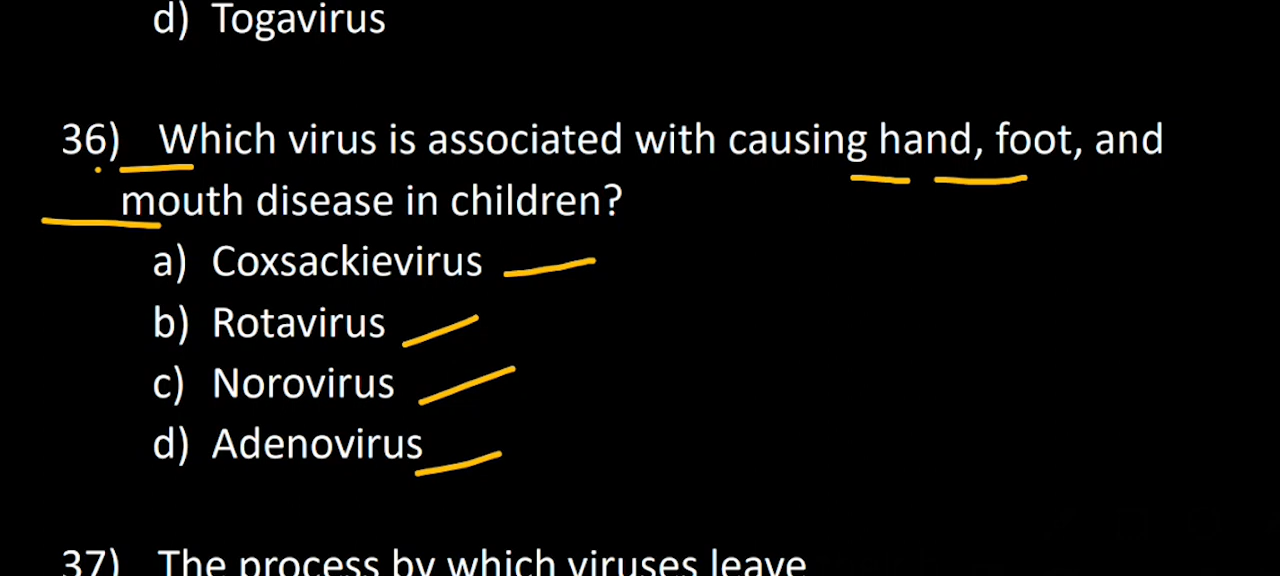 d) Togavirus
36) Which virus is associated with causing hand, foot, and
mouth disease in children?
a) Coxsackievirus
b) Rotavirus
c) Norovirus
d) Adenovirus
37) The process by which viruses leave